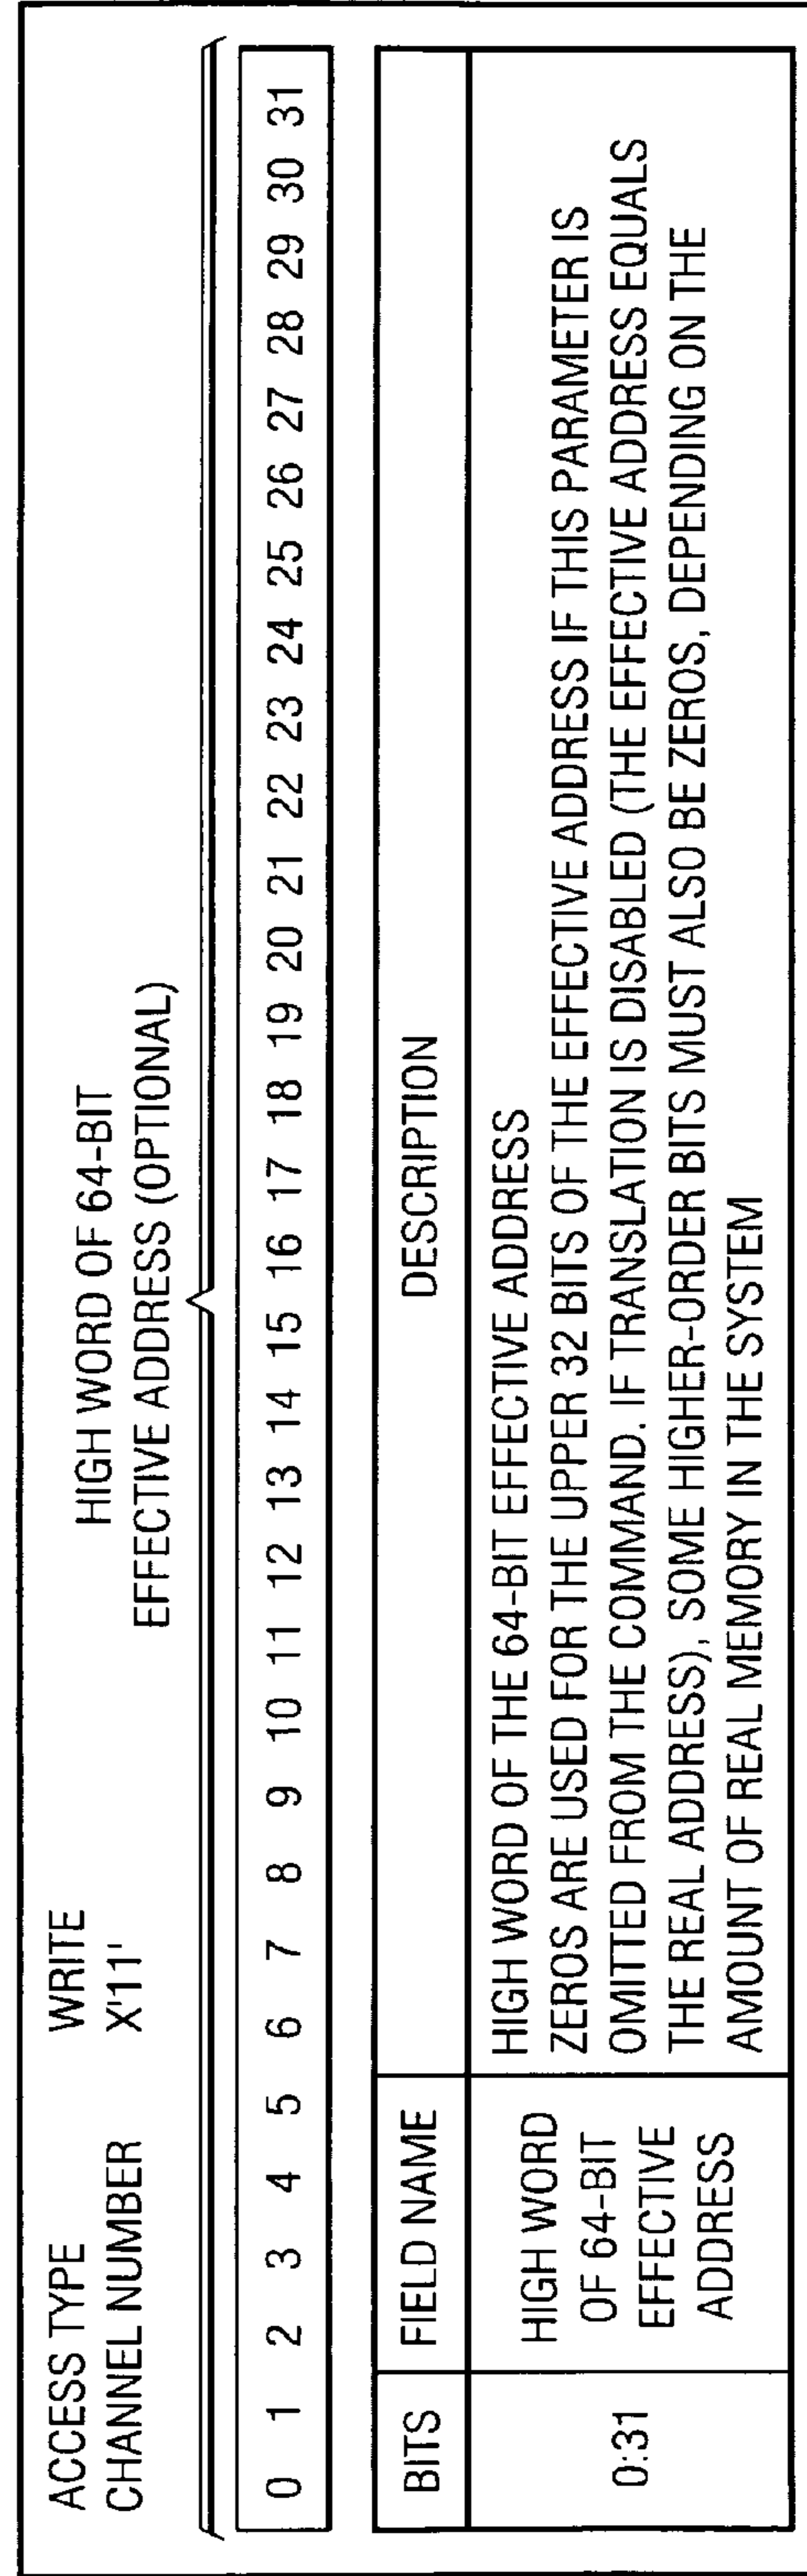 ACCESS TYPE WRITE
CHANNEL NUMBER X'11'
HIGH WORD OF 64-BIT
EFFECTIVE ADDRESS (OPTIONAL)
0 1 2 3 4 5 6 7 8 9 10 11 12 13 14 15 16 17 18 19 20 21 22 23 24 25 26 27 28 29 30 31
BITS FIELD NAME DESCRIPTION
0:31
HIGH WORD
OF 64-BIT
EFFECTIVE
ADDRESS
HIGH WORD OF THE 64-BIT EFFECTIVE ADDRESS
ZEROS ARE USED FOR THE UPPER 32 BITS OF THE EFFECTIVE ADDRESS IF THIS PARAMETER IS
OMITTED FROM THE COMMAND. IF TRANSLATION IS DISABLED (THE EFFECTIVE ADDRESS EQUALS
THE REAL ADDRESS), SOME HIGHER-ORDER BITS MUST ALSO BE ZEROS, DEPENDING ON THE
AMOUNT OF REAL MEMORY IN THE SYSTEM